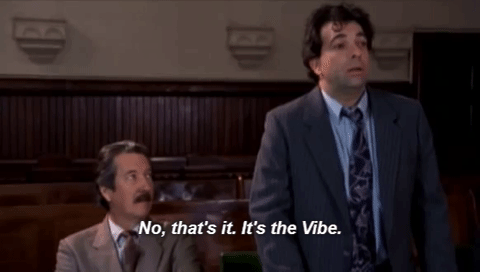 No, that's it. It's the Vibe.